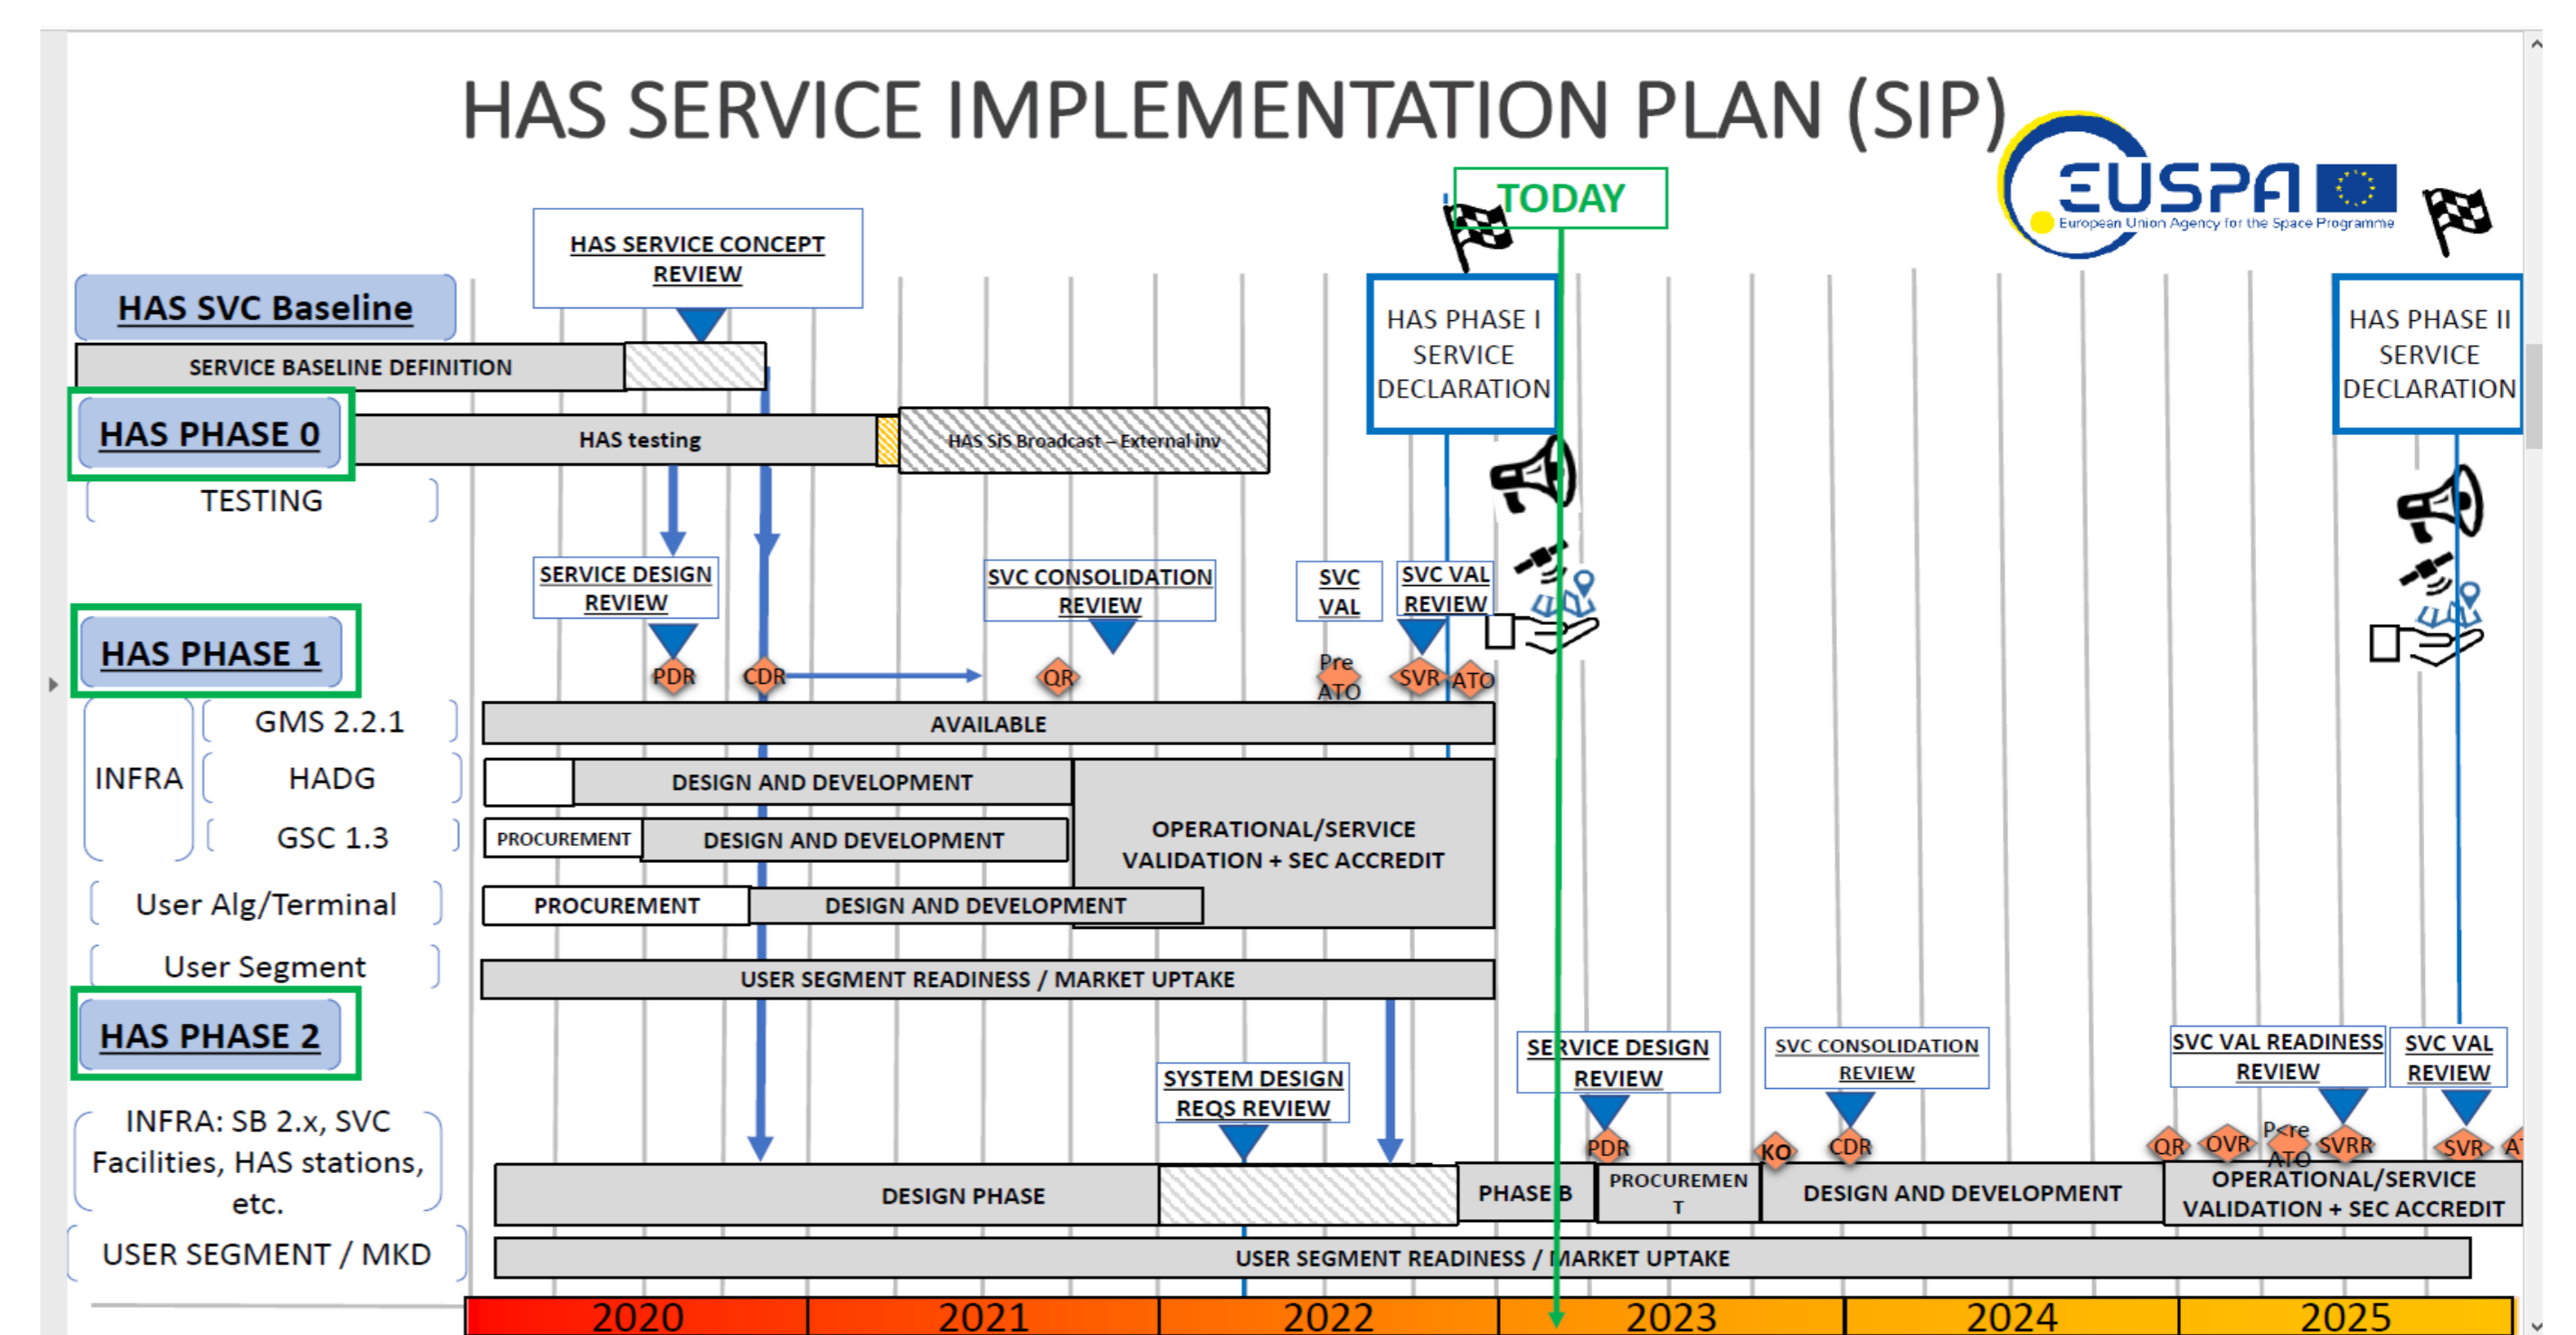 HAS SERVICE IMPLEMENTATION PLAN (SIP)
TODAY
EUSPA
European Union Agency for the Space Programme
HAS SERVICE CONCEPT
REVIEW
HAS SVC Baseline
SERVICE BASELINE DEFINITION
HAS PHASE I
SERVICE
DECLARATION
HAS PHASE II
SERVICE
DECLARATION
HAS PHASE 0
HAS testing
HAS SiS Broadcast – External inv
TESTING
SERVICE DESIGN
REVIEW
SVC CONSOLIDATION
REVIEW
SVC
VAL
SVC VAL
REVIEW
HAS PHASE 1
PDR
CDR
QR
Pre
ATO
SVR
ATO
INFRA
GMS 2.2.1
AVAILABLE
HADG
DESIGN AND DEVELOPMENT
OPERATIONAL/SERVICE
VALIDATION + SEC ACCREDIT
GSC 1.3
PROCUREMENT
DESIGN AND DEVELOPMENT
User Alg/Terminal
PROCUREMENT
DESIGN AND DEVELOPMENT
User Segment
USER SEGMENT READINESS / MARKET UPTAKE
HAS PHASE 2
SYSTEM DESIGN
REQS REVIEW
SERVICE DESIGN
REVIEW
SVC CONSOLIDATION
REVIEW
SVC VAL READINESS
REVIEW
SVC VAL
REVIEW
PDR
KO
CDR
QR
OVR
P<re
ATO
SVRR
SVR
INFRA: SB 2.x, SVC
Facilities, HAS stations,
etc.
DESIGN PHASE
PHASE B
PROCUREMEN
T
DESIGN AND DEVELOPMENT
OPERATIONAL/SERVICE
VALIDATION + SEC ACCREDIT
USER SEGMENT / MKD
USER SEGMENT READINESS / MARKET UPTAKE
2020
2021
2022
2023
2024
2025